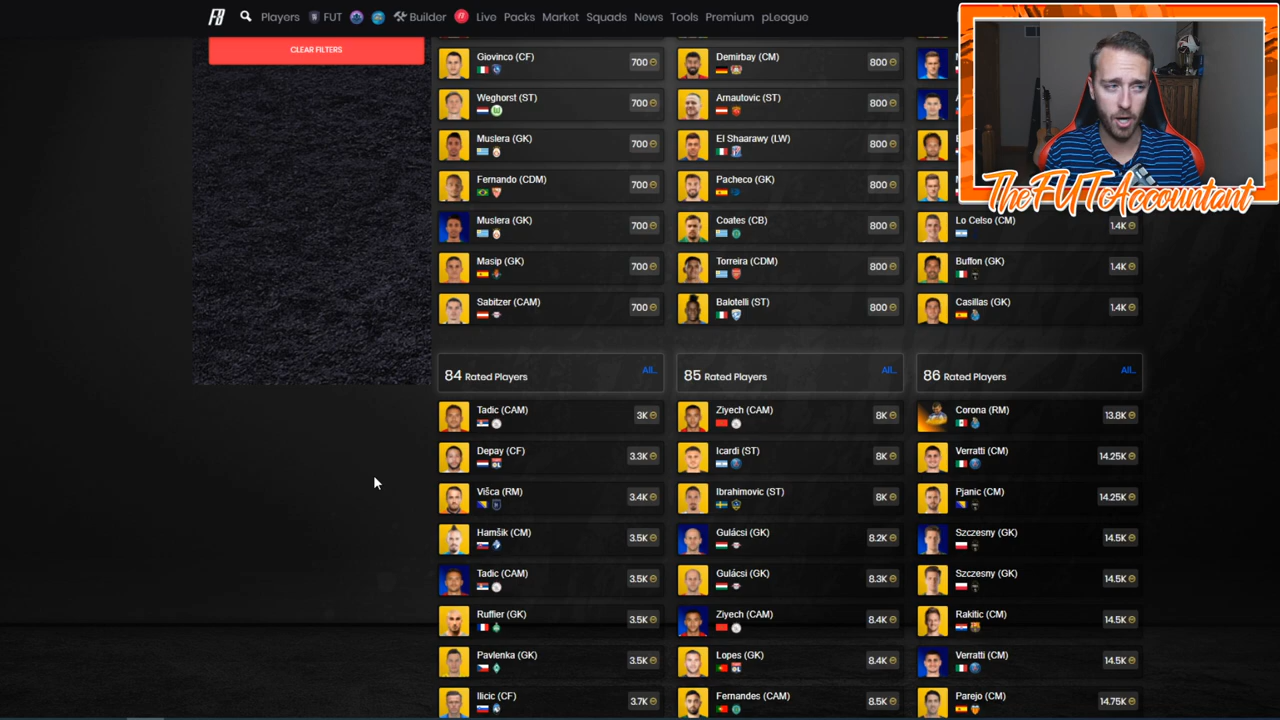 F8 Players FUT Builder Live Packs Market Squads News Tools Premium pLeague
CLEAR FILTERS
Giovinco (CF) 700
Weghorst (ST) 700
Muslera (GK) 700
Fernando (CDM) 700
Muslera (GK) 700
Masip (GK) 700
Sabitzer (CAM) 700
Demirbay (CM) 800
Arnautovic (ST) 800
El Shaarawy (LW) 800
Pacheco (GK) 800
Coates (CB) 800
Torreira (CDM) 800
Balotelli (ST) 800
Lo Celso (CM) 1.4K
Buffon (GK) 1.4K
Casillas (GK) 1.4K
TheFUTAccountant
84 Rated Players All..
Tadic (CAM) 3K
Depay (CF) 3.3K
Višca (RM) 3.4K
Hamšik (CM) 3.5K
Tadic (CAM) 3.5K
Ruffier (GK) 3.5K
Pavlenka (GK) 3.5K
Ilicic (CF) 3.7K
85 Rated Players All..
Ziyech (CAM) 8K
Icardi (ST) 8K
Ibrahimovic (ST) 8K
Gulácsi (GK) 8.2K
Gulácsi (GK) 8.3K
Ziyech (CAM) 8.4K
Lopes (GK) 8.4K
Fernandes (CAM) 8.5K
86 Rated Players All..
Corona (RM) 13.8K
Verratti (CM) 14.25K
Pjanic (CM) 14.25K
Szczesny (GK) 14.5K
Szczesny (GK) 14.5K
Rakitic (CM) 14.5K
Verratti (CM) 14.5K
Parejo (CM) 14.75K